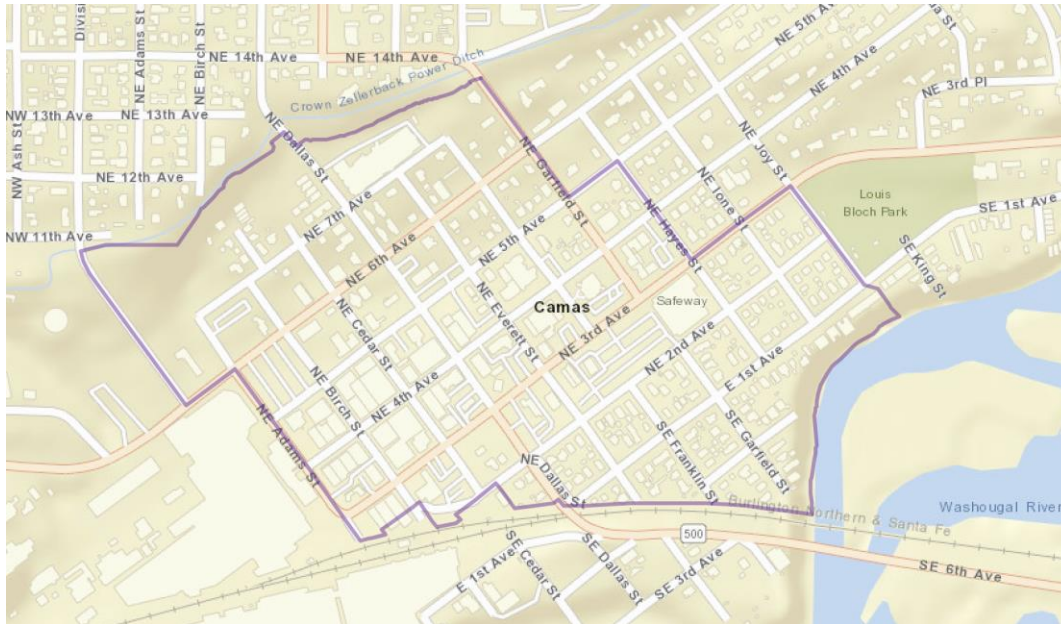 Divisi
NE Adams St
NE Birch St
NE 14th Ave
NE 14th Ave
NE 5th Ave
NE 4th Ave
Crown Zellerback Power Ditch
NE 3rd Pl
NW 13th Ave
NE 13th Ave
NW Ash St
NE Dallas St
NE Garfield St
NE Joy St
NE 12th Ave
NE Ione St
Louis
Bloch Park
SE 1st Ave
NW 11th Ave
NE 7th Ave
NE 6th Ave
NE 5th Ave
NE Hayes St
SE King St
NE Cedar St
NE Everett St
Camas
Safeway
NE 3rd Ave
NE 2nd Ave
E 1st Ave
NE Birch St
NE 4th Ave
NE Adams St
SE Franklin St
SE Garfield St
NE Dallas St
Burlington Northern & Santa Fe
Washougal River
500
SE Cedar St
SE Dallas St
E 1st Ave
SE 3rd Ave
SE 6th Ave